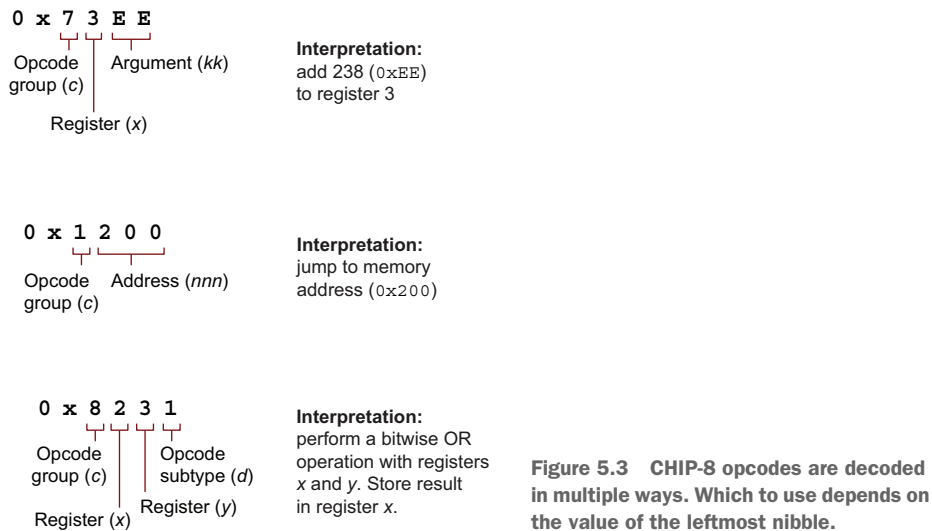 0 x 7 3 E E
Opcode group (c)
Argument (kk)
Register (x)
Interpretation:
add 238 (0xEE)
to register 3
0 x 1 2 0 0
Opcode group (c)
Address (nnn)
Interpretation:
jump to memory
address (0x200)
0 x 8 2 3 1
Opcode group (c)
Opcode subtype (d)
Register (x)
Register (y)
Interpretation:
perform a bitwise OR
operation with registers
x and y. Store result
in register x.
Figure 5.3 CHIP-8 opcodes are decoded
in multiple ways. Which to use depends on
the value of the leftmost nibble.